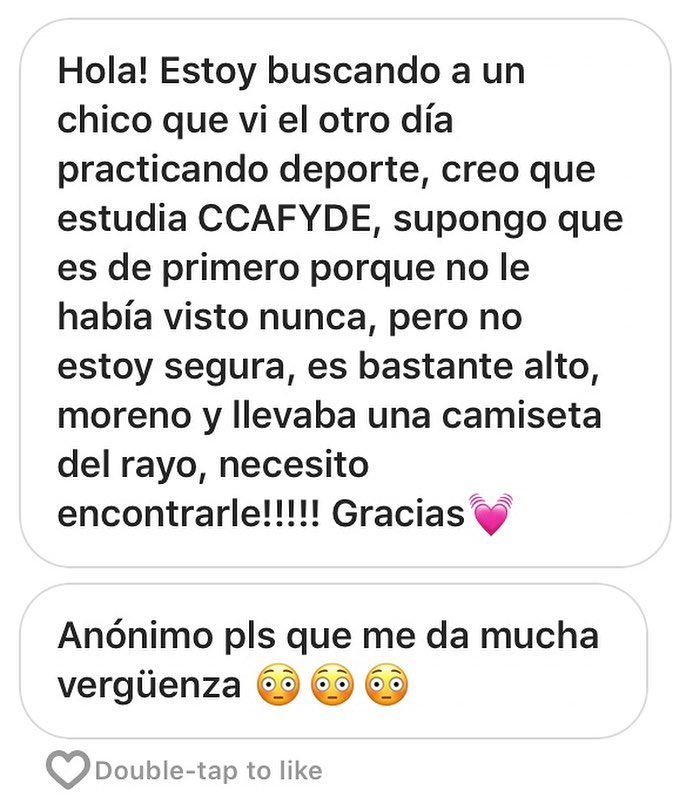 Hola! Estoy buscando a un
chico que vi el otro día
practicando deporte, creo que
estudia CCAFYDE, supongo que
es de primero porque no le
había visto nunca, pero no
estoy segura, es bastante alto,
moreno y llevaba una camiseta
del rayo, necesito
encontrarle!!!!! Gracias💓
Anónimo pls que me da mucha
vergüenza 😳😳😳
Double-tap to like